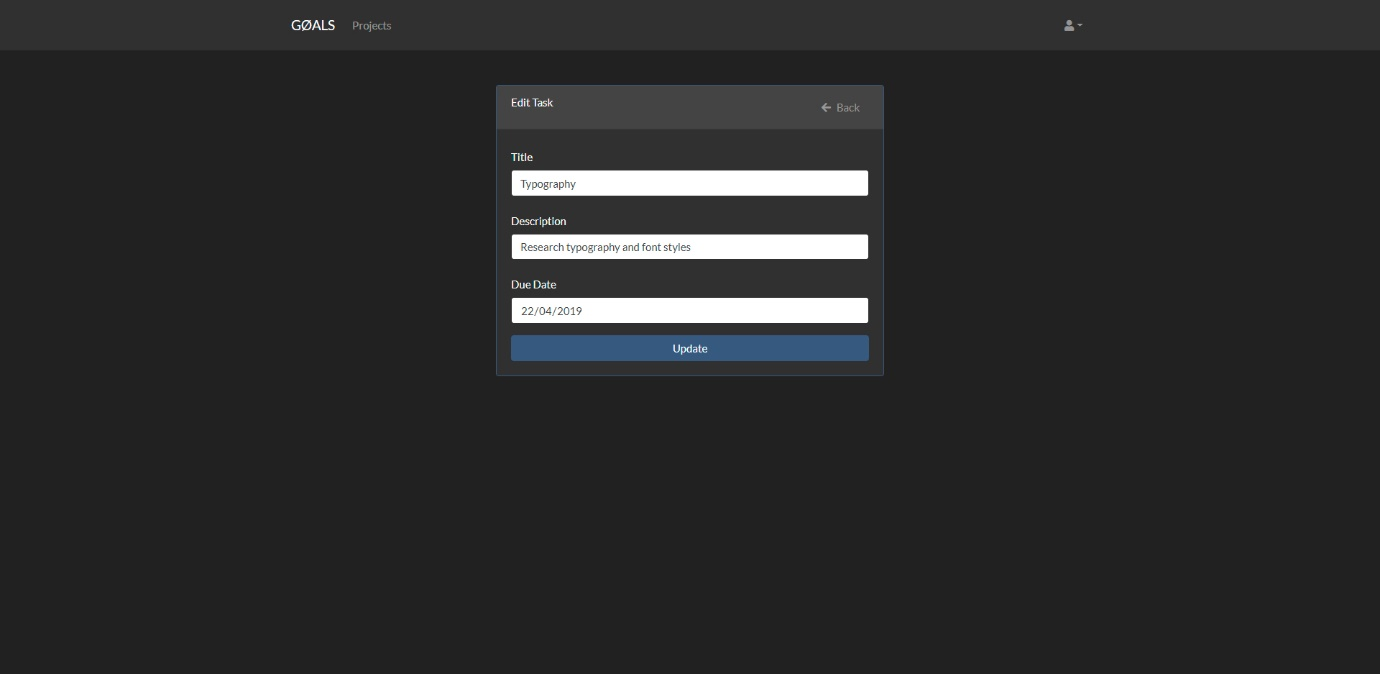 GØALS Projects
Edit Task
Back
Title
Typography
Description
Research typography and font styles
Due Date
22/04/2019
Update